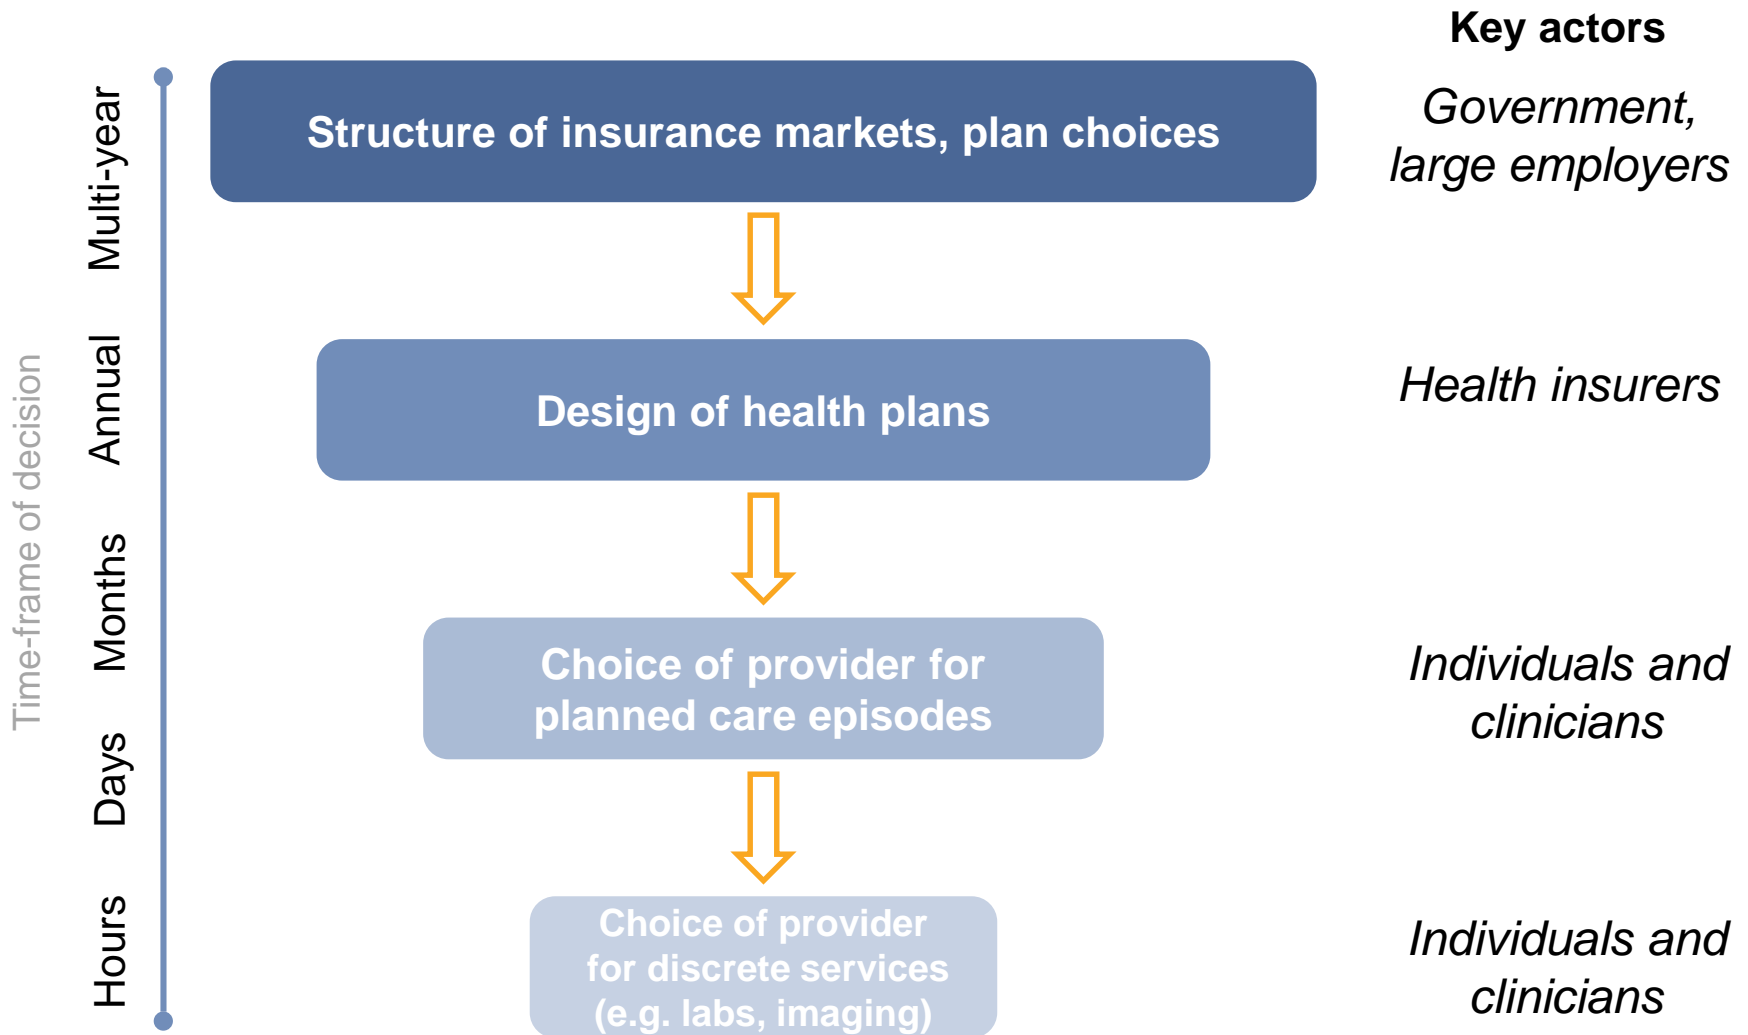 Key actors
Time-frame of decision
Multi-year
Structure of insurance markets, plan choices
Government,
large employers
Annual
Design of health plans
Health insurers
Months
Choice of provider for
planned care episodes
Individuals and
clinicians
Days
Hours
Choice of provider
for discrete services
(e.g. labs, imaging)
Individuals and
clinicians